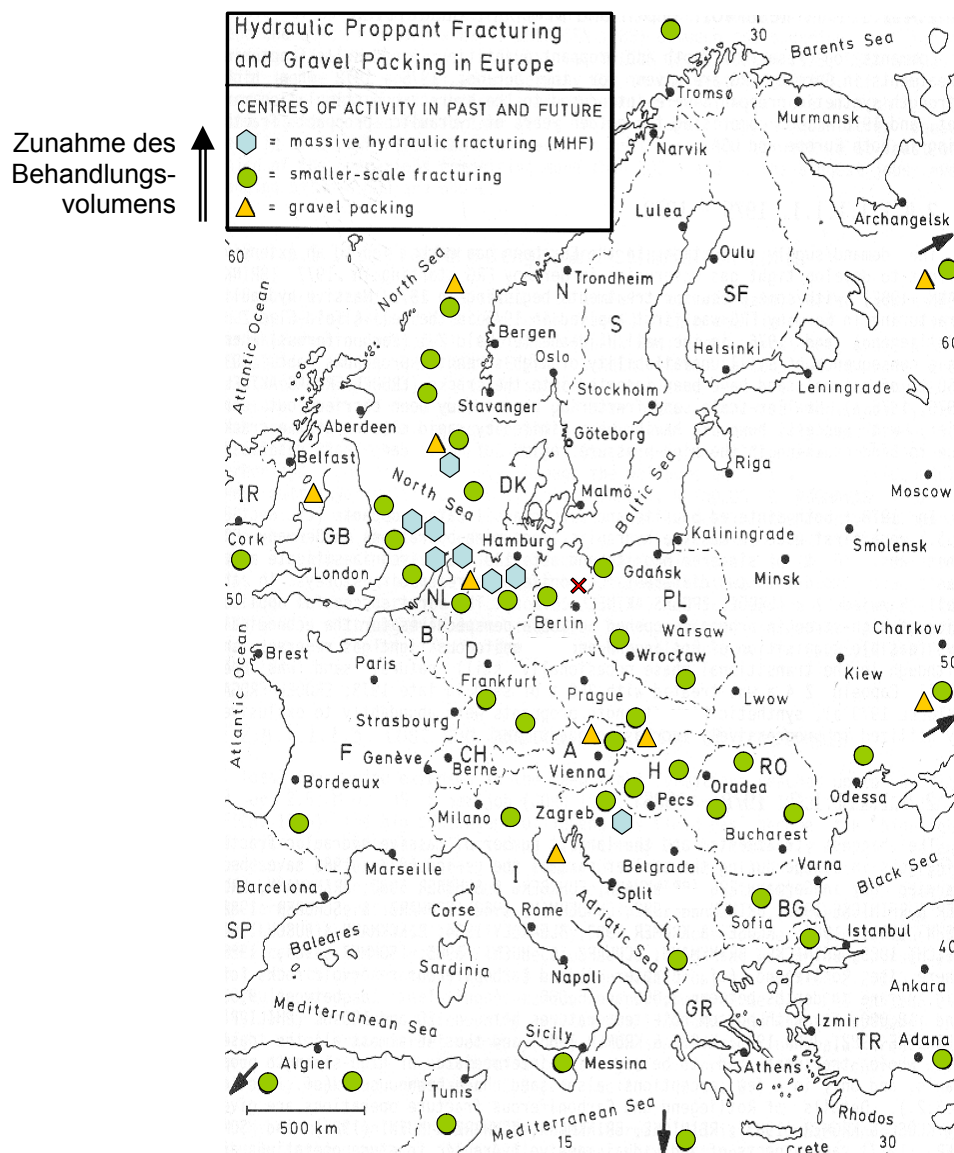 Hydraulic Proppant Fracturing
and Gravel Packing in Europe
CENTRES OF ACTIVITY IN PAST AND FUTURE
= massive hydraulic fracturing (MHF)
= smaller-scale fracturing
= gravel packing
Zunahme des
Behandlungs-
volumens
30
Barents Sea
Tromsø
Murmansk
Narvik
Lulea
Archangelsk
60
Oulu
North Sea
Trondheim
N
S
SF
Atlantic Ocean
Bergen
Oslo
Helsinki
60
Leningrade
Stockholm
Stavanger
Aberdeen
Göteborg
Belfast
Riga
Baltic Sea
IR
North Sea
DK
Moscow
Malmö
Cork
GB
Hamburg
Kaliningrade
Smolensk
Gdańsk
Minsk
London
50
NL
PL
Berlin
B
Warsaw
Charkov
D
Brest
Wrocław
Paris
Kiew
50
Frankfurt
Prague
Lwow
Atlantic Ocean
Strasbourg
F
Genève
CH
A
Berne
Vienna
H
RO
Oradea
Bordeaux
Odessa
Milano
Zagreb
Pecs
Bucharest
Belgrade
Varna
Marseille
I
Black Sea
Barcelona
Split
Corse
Adriatic Sea
BG
SP
Rome
Sofia
Istanbul
Baleares
40
Sardinia
Napoli
Ankara
GR
Mediterranean Sea
Izmir
Sicily
TR
Adana
Algier
Messina
Athens
Tunis
Mediterranean Sea
Rhodos
500 km
15
30
Crete